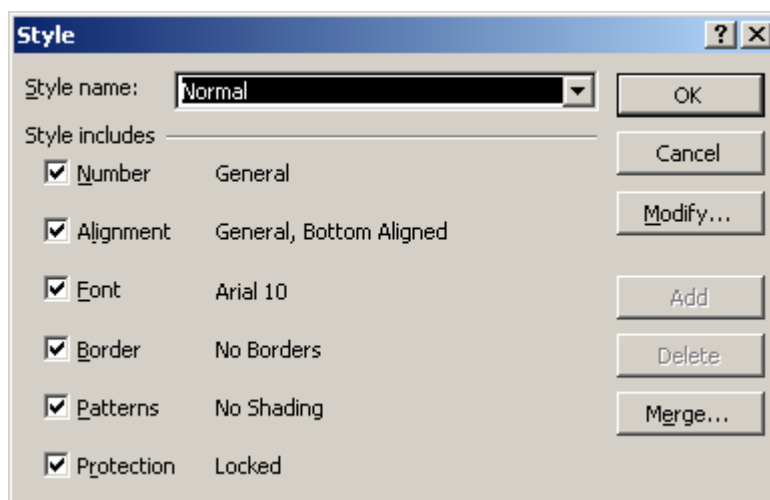 Style
Style name: Normal
OK
Style includes
Cancel
Number General
Modify...
Alignment General, Bottom Aligned
Font Arial 10
Add
Border No Borders
Delete
Patterns No Shading
Merge...
Protection Locked